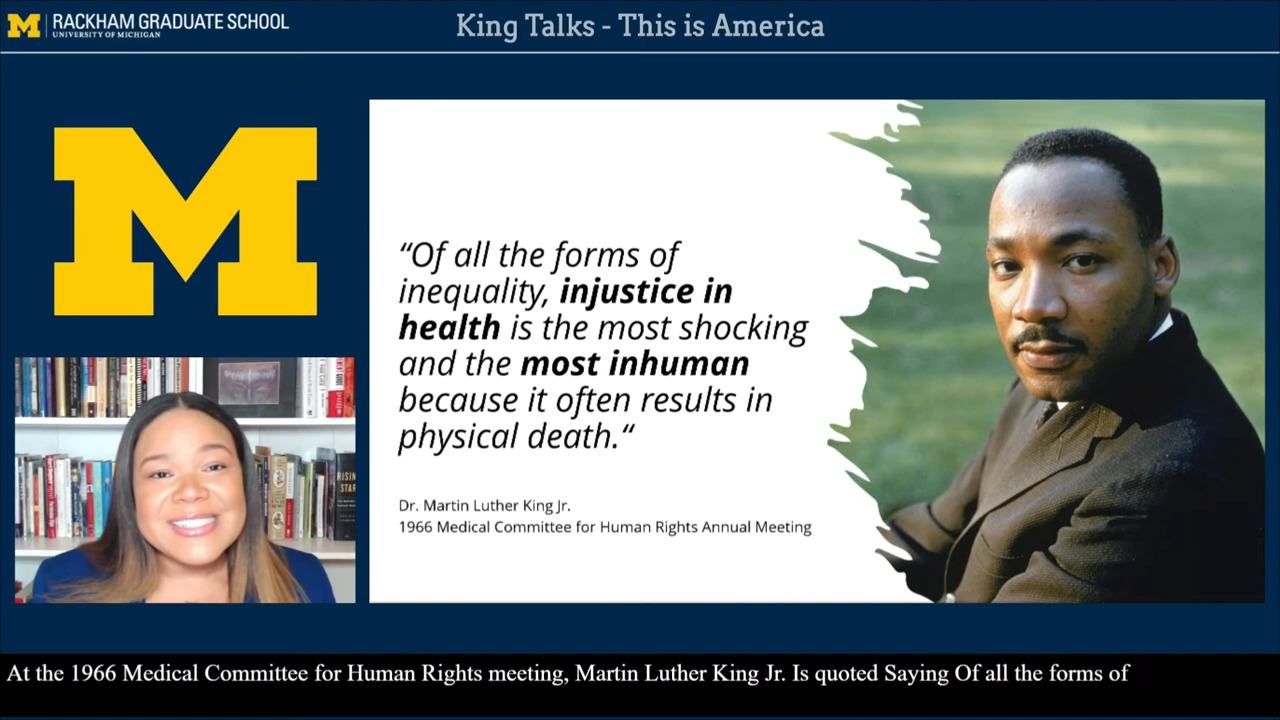 RACKHAM GRADUATE SCHOOL
UNIVERSITY OF MICHIGAN
King Talks - This is America
M
“Of all the forms of
inequality, injustice in
health is the most shocking
and the most inhuman
because it often results in
physical death.“
Dr. Martin Luther King Jr.
1966 Medical Committee for Human Rights Annual Meeting
RISING
STAR
At the 1966 Medical Committee for Human Rights meeting, Martin Luther King Jr. Is quoted Saying Of all the forms of